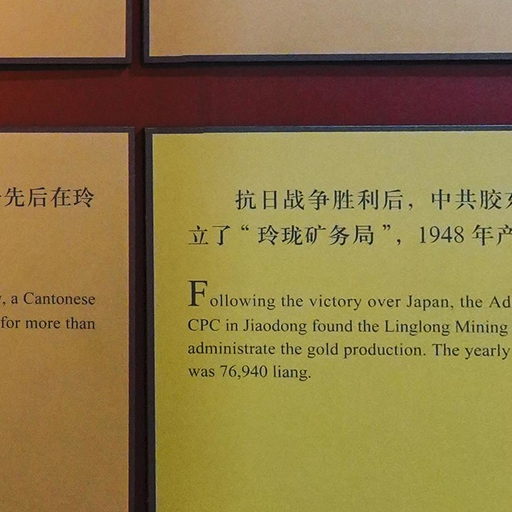 先后在玲
, a Cantonese
for more than
抗日战争胜利后，中共胶
立了“玲珑矿务局”，1948 年产
Following the victory over Japan, the Ad
CPC in Jiaodong found the Linglong Mining
administrate the gold production. The yearly
was 76,940 liang.